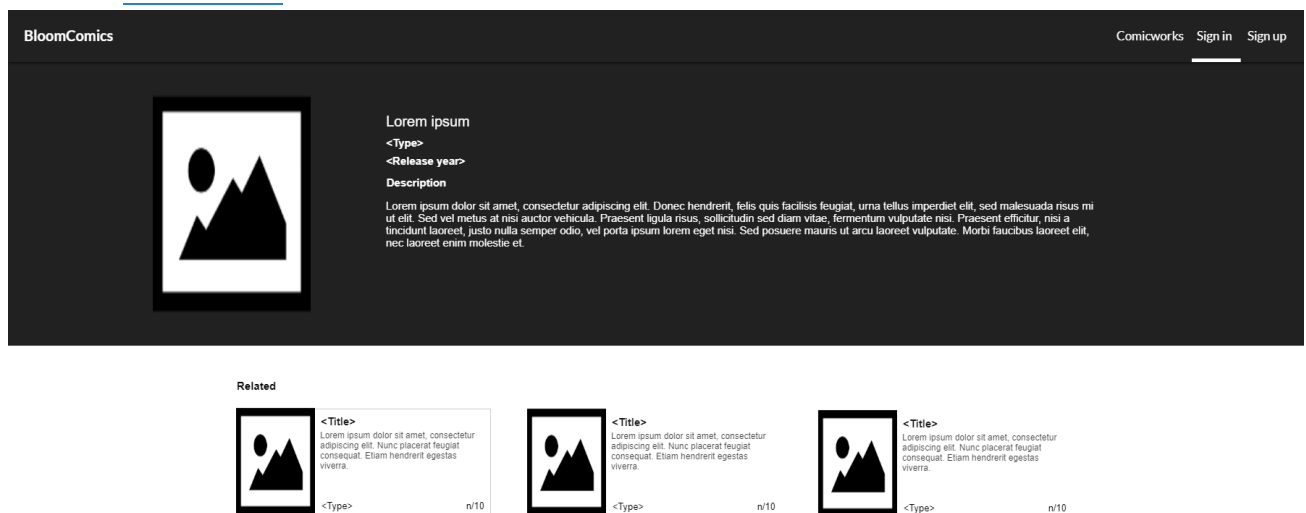 BloomComics
Comicworks Sign in Sign up
Lorem ipsum
<Type>
<Release year>
Description
Lorem ipsum dolor sit amet, consectetur adipiscing elit. Donec hendrerit, felis quis facilisis feugiat, urna tellus imperdiet elit, sed malesuada risus mi
ut elit. Sed vel metus at nisi auctor vehicula. Praesent ligula risus, sollicitudin sed diam vitae, fermentum vulputate nisi. Praesent efficitur, nisi a
tincidunt laoreet, justo nulla semper odio, vel porta ipsum lorem eget nisi. Sed posuere mauris ut arcu laoreet vulputate. Morbi faucibus laoreet elit,
nec laoreet enim molestie et.
Related
<Title>
Lorem ipsum dolor sit amet, consectetur
adipiscing elit. Nunc placerat feugiat
consequat. Etiam hendrerit egestas
viverra.
<Type> n/10
<Title>
Lorem ipsum dolor sit amet, consectetur
adipiscing elit. Nunc placerat feugiat
consequat. Etiam hendrerit egestas
viverra.
<Type> n/10
<Title>
Lorem ipsum dolor sit amet, consectetur
adipiscing elit. Nunc placerat feugiat
consequat. Etiam hendrerit egestas
viverra.
<Type> n/10